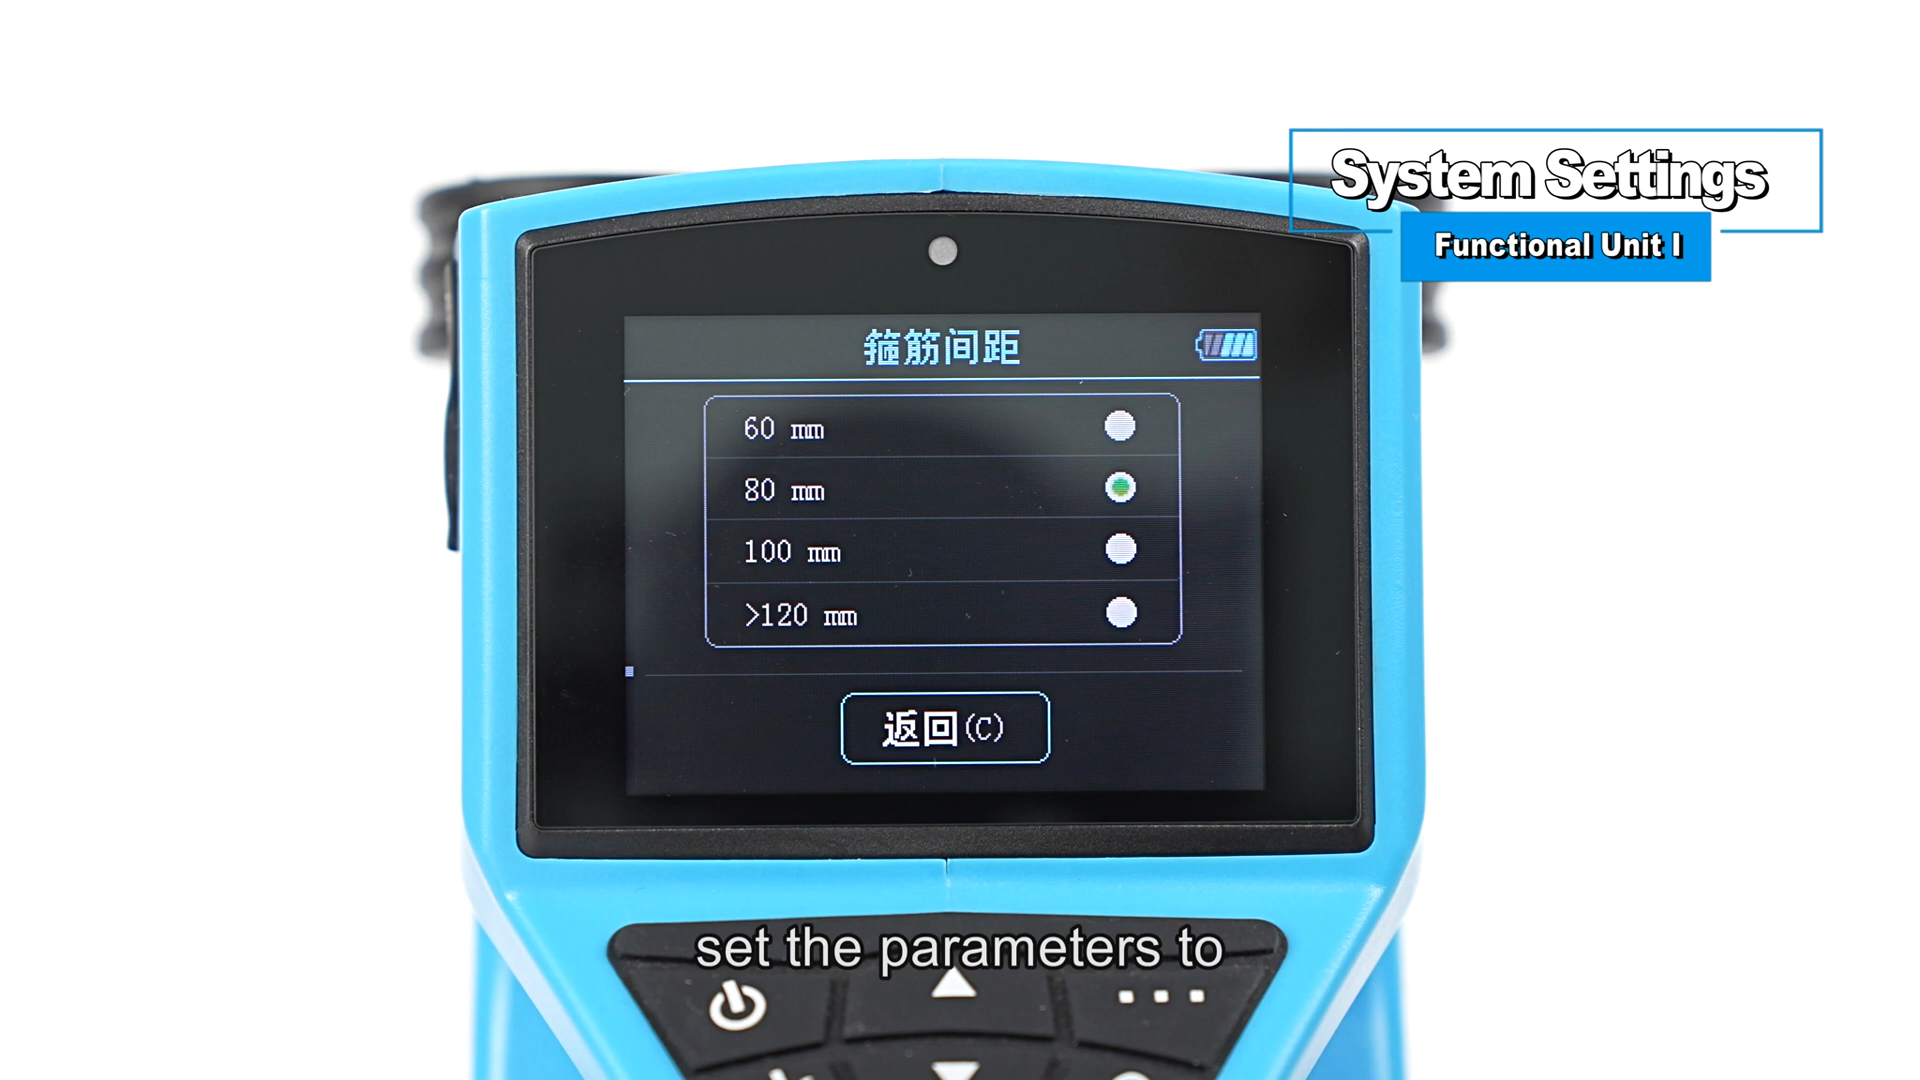 System Settings
Functional Unit I
箍筋间距
60 mm
80 mm
100 mm
>120 mm
返回(C)
set the parameters to